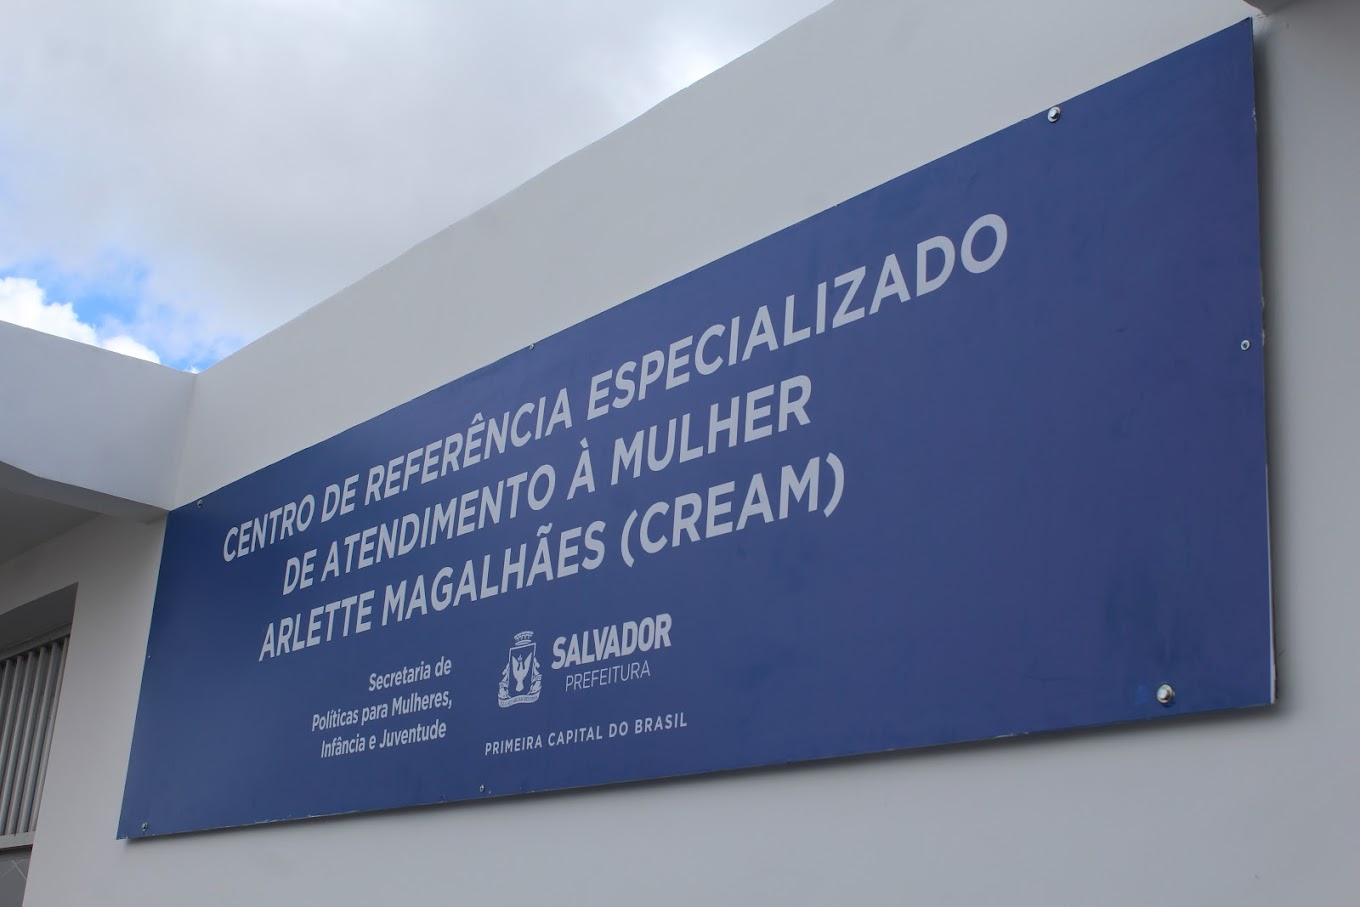 CENTRO DE REFERÊNCIA ESPECIALIZADO
DE ATENDIMENTO À MULHER
ARLETTE MAGALHÃES (CREAM)
Secretaria de
Políticas para Mulheres,
Infância e Juventude
SALVADOR
PREFEITURA
PRIMEIRA CAPITAL DO BRASIL